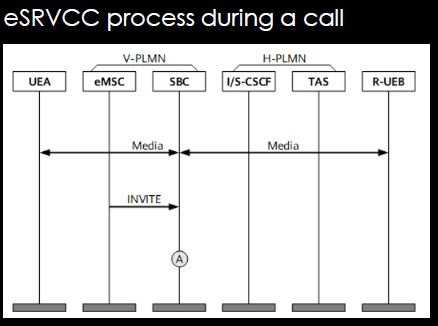 eSRVCC process during a call
V-PLMN H-PLMN
UEA eMSC SBC I/S-CSCF TAS R-UEB
Media Media
INVITE
A